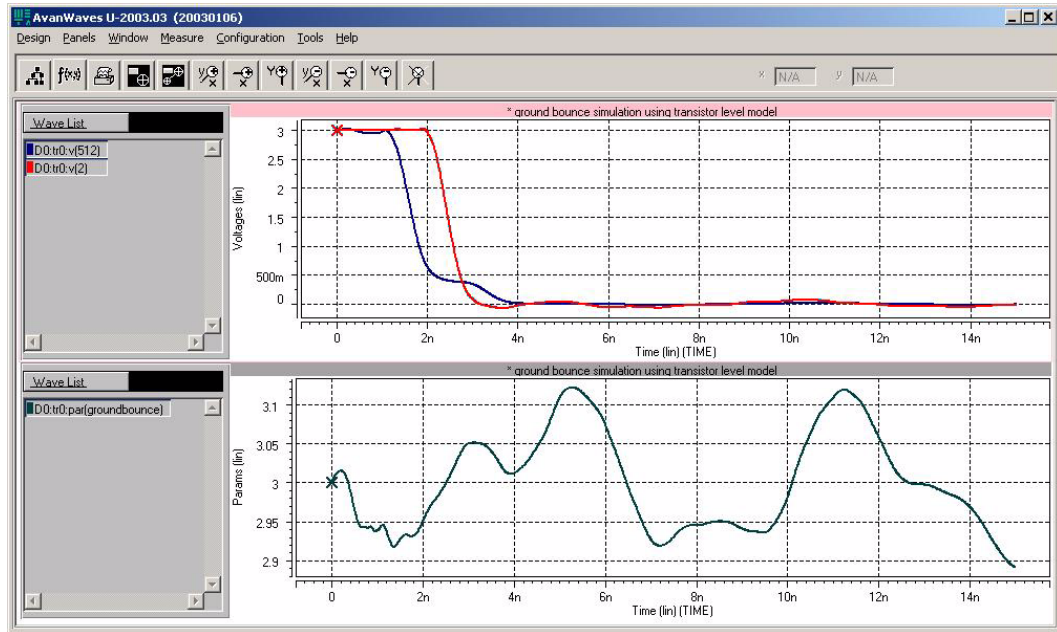 AvanWaves U-2003.03 (20030106)
Design Panels Window Measure Configuration Tools Help
f(x) x N/A y N/A
Wave List
D0:tr0:v(512)
D0:tr0:v(2)
* ground bounce simulation using transistor level model
Voltages (lin)
3
2.5
2
1.5
1
500m
0
0 2n 4n 6n 8n 10n 12n 14n
Time (lin) (TIME)
Wave List
D0:tr0:par(groundbounce)
* ground bounce simulation using transistor level model
Params (lin)
3.1
3.05
3
2.95
2.9
0 2n 4n 6n 8n 10n 12n 14n
Time (lin) (TIME)